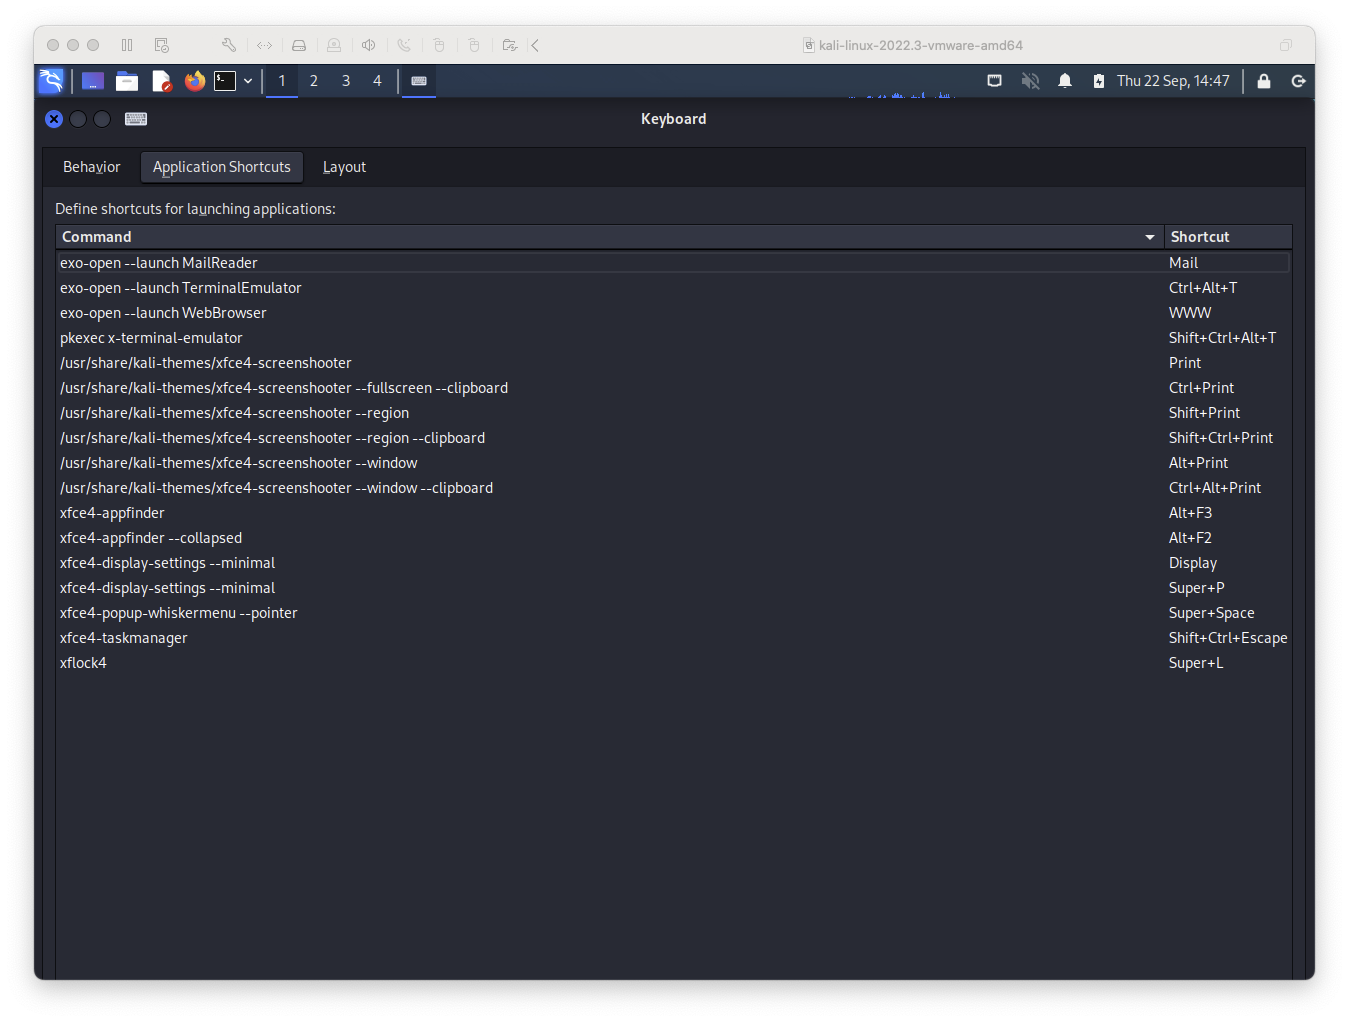 kali-linux-2022.3-vmware-amd64
1 2 3 4 Thu 22 Sep, 14:47
Keyboard
Behavior Application Shortcuts Layout
Define shortcuts for launching applications:
Command Shortcut
exo-open --launch MailReader Mail
exo-open --launch TerminalEmulator Ctrl+Alt+T
exo-open --launch WebBrowser WWW
pkexec x-terminal-emulator Shift+Ctrl+Alt+T
/usr/share/kali-themes/xfce4-screenshooter Print
/usr/share/kali-themes/xfce4-screenshooter --fullscreen --clipboard Ctrl+Print
/usr/share/kali-themes/xfce4-screenshooter --region Shift+Print
/usr/share/kali-themes/xfce4-screenshooter --region --clipboard Shift+Ctrl+Print
/usr/share/kali-themes/xfce4-screenshooter --window Alt+Print
/usr/share/kali-themes/xfce4-screenshooter --window --clipboard Ctrl+Alt+Print
xfce4-appfinder Alt+F3
xfce4-appfinder --collapsed Alt+F2
xfce4-display-settings --minimal Display
xfce4-display-settings --minimal Super+P
xfce4-popup-whiskermenu --pointer Super+Space
xfce4-taskmanager Shift+Ctrl+Escape
xflock4 Super+L